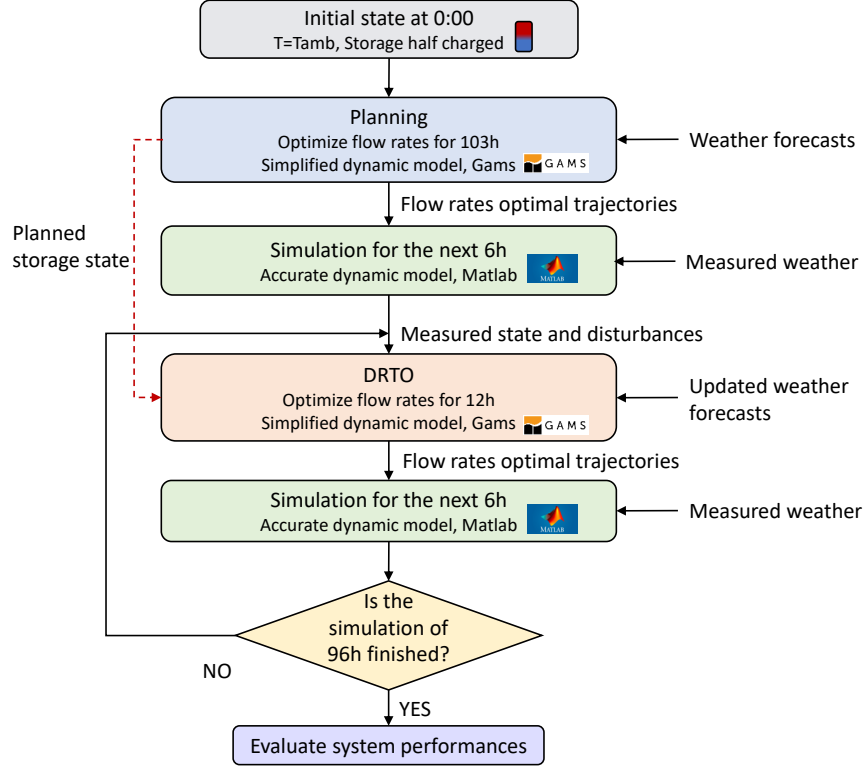 Initial state at 0:00
T=Tamb, Storage half charged
Planning
Optimize flow rates for 103h
Simplified dynamic model, Gams
GAMS
Weather forecasts
Flow rates optimal trajectories
Planned
storage state
Simulation for the next 6h
Accurate dynamic model, Matlab
MATLAB
Measured weather
Measured state and disturbances
DRTO
Optimize flow rates for 12h
Simplified dynamic model, Gams
GAMS
Updated weather
forecasts
Flow rates optimal trajectories
Simulation for the next 6h
Accurate dynamic model, Matlab
MATLAB
Measured weather
Is the
simulation of
96h finished?
NO
YES
Evaluate system performances